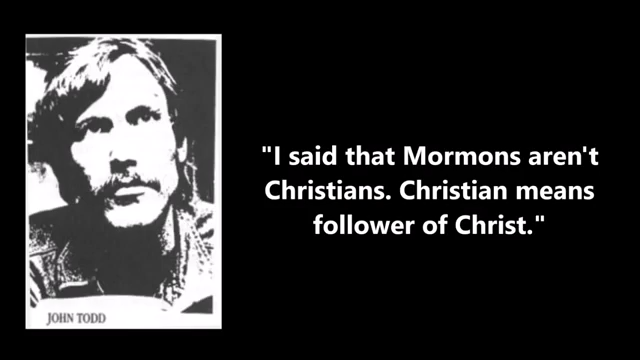 "I said that Mormons aren't
Christians. Christian means
follower of Christ."
JOHN TODD